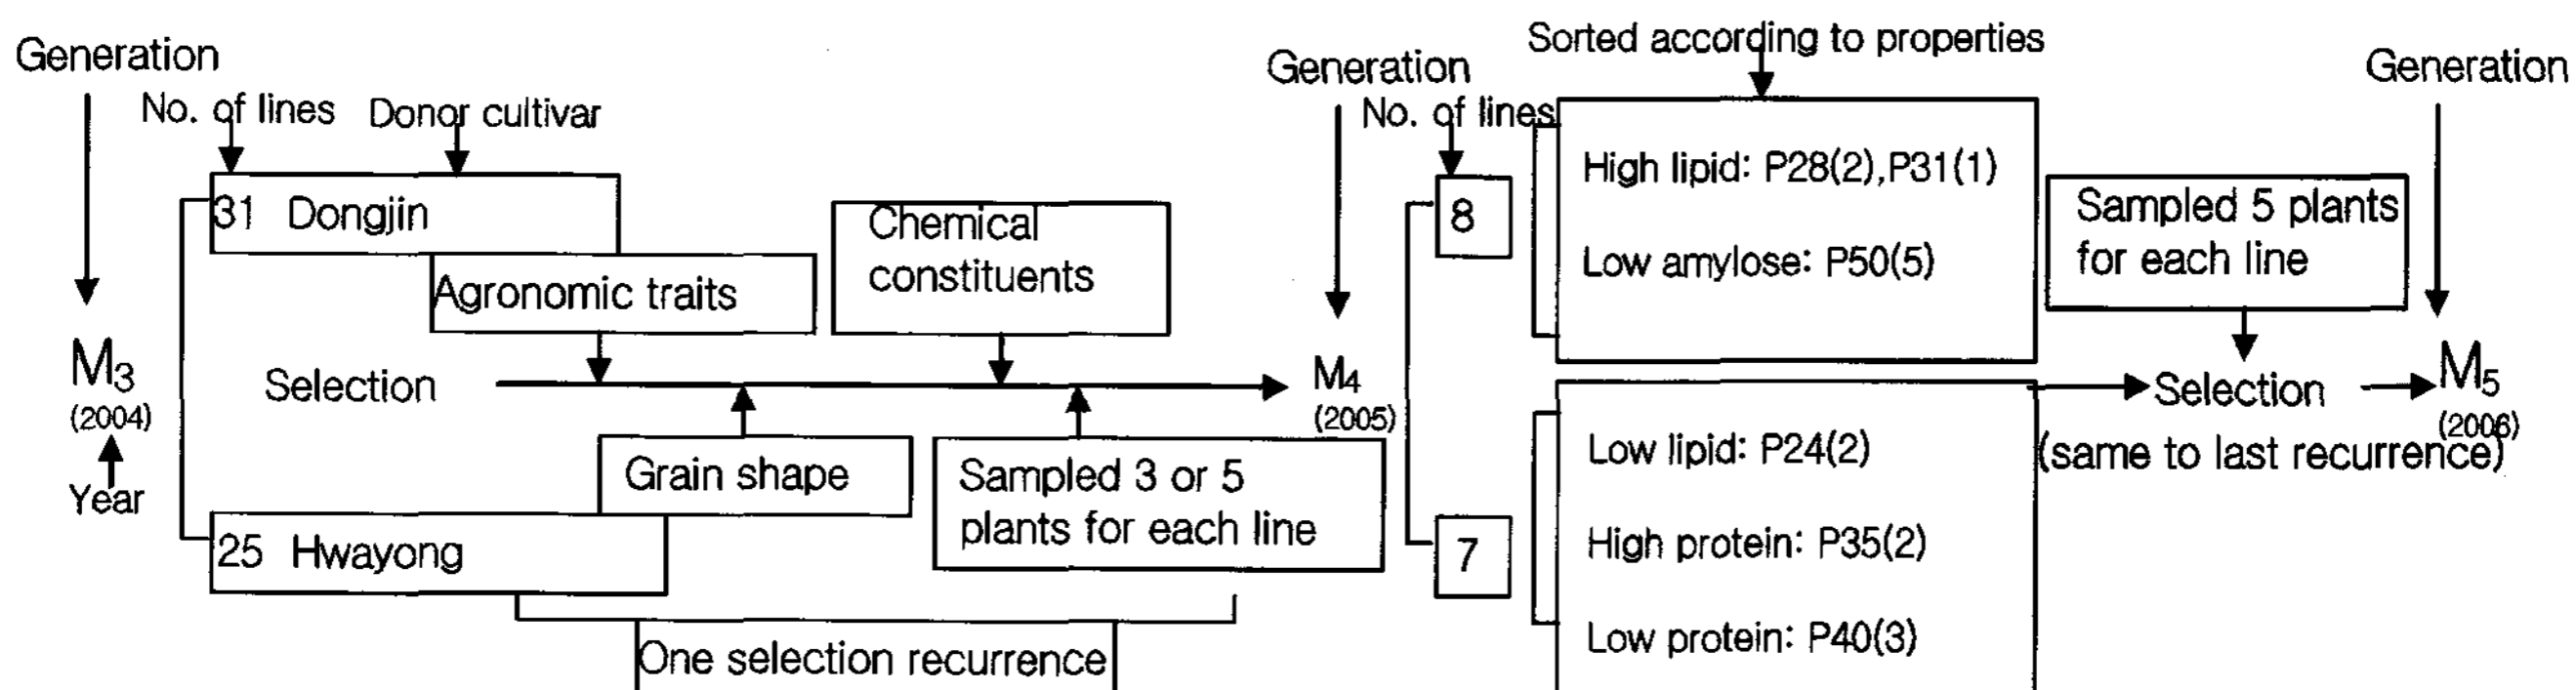 Generation
No. of lines
Donor cultivar
31 Dongjin
Agronomic traits
Chemical
constituents
M3
(2004)
Year
Selection
Grain shape
Sampled 3 or 5
plants for each line
25 Hwayong
One selection recurrence
Generation
No. of lines
M4
(2005)
8
7
Sorted according to properties
High lipid: P28(2),P31(1)
Low amylose: P50(5)
Low lipid: P24(2)
High protein: P35(2)
Low protein: P40(3)
Sampled 5 plants
for each line
Selection
(same to last recurrence)
Generation
M5
(2006)